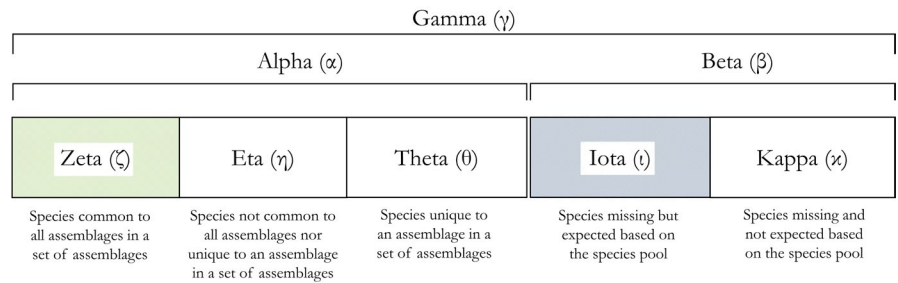 Gamma (γ)
Alpha (α)
Beta (β)
Zeta (ζ)
Eta (η)
Theta (θ)
Iota (ι)
Kappa (ϰ)
Species common to
all assemblages in a
set of assemblages
Species not common to
all assemblages nor
unique to an assemblage
in a set of assemblages
Species unique to
an assemblage in a
set of assemblages
Species missing but
expected based on
the species pool
Species missing and
not expected based
on the species pool